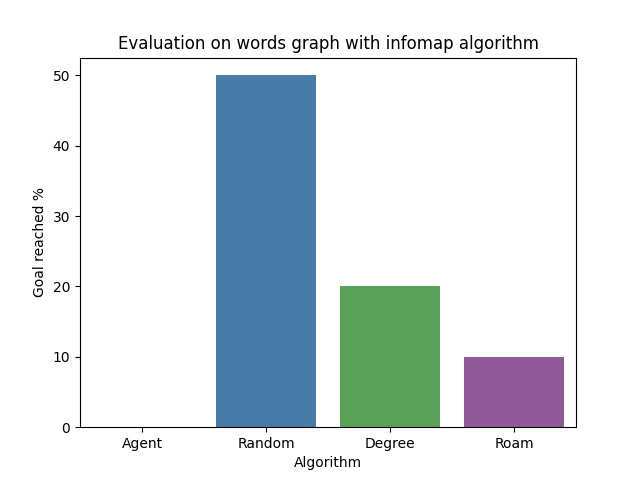 Evaluation on words graph with infomap algorithm
Goal reached %
50
40
30
20
10
0
Agent
Random
Degree
Roam
Algorithm